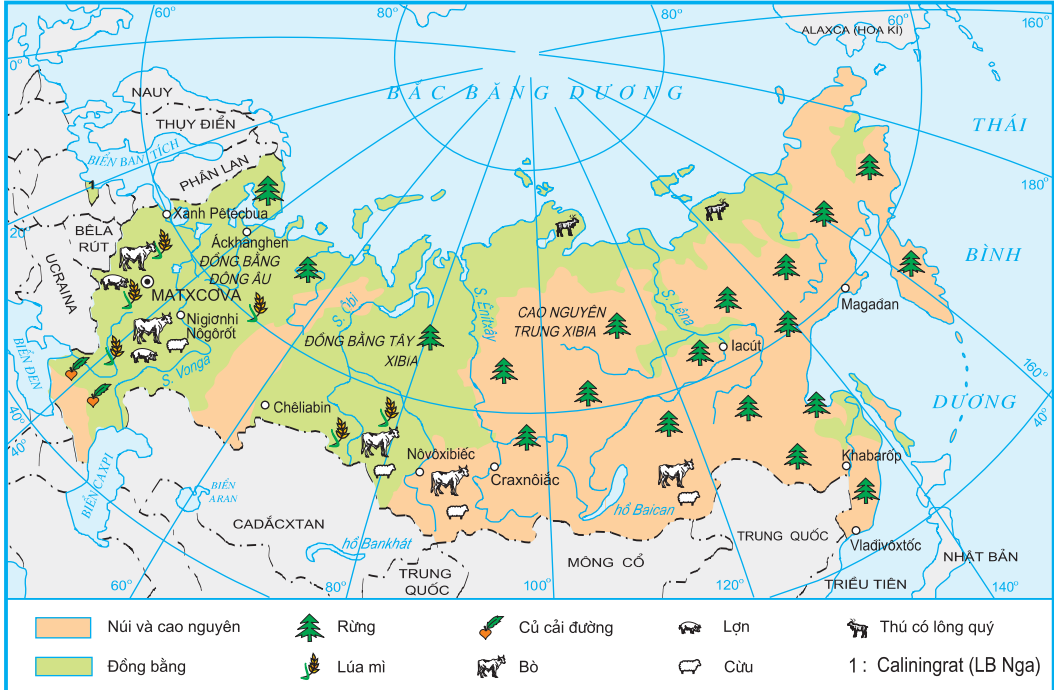 60°
80°
80°
60°
160°
ALAXCA (HOA KÌ)
0°
NAUY
BẮC BĂNG DƯƠNG
THỤY ĐIỂN
THÁI
BIỂN BAN TÍCH
PHẦN LAN
180°
Xanh Pêtécbua
20°
BÊLA
RÚT
Áckhanghen
ĐỒNG BẰNG
ĐÔNG ÂU
BÌNH
UCRAINA
MATXCƠVA
S. Ôbi
S. Ênitxây
S. Lêna
Magađan
CAO NGUYÊN
TRUNG XIBIA
Nigiơnhi
Nôgôrốt
ĐỒNG BẰNG TÂY
XIBIA
Iacút
BIỂN ĐEN
S. Vonga
160°
DƯƠNG
40°
Chêliabin
40°
40°
Nôvôxibiếc
Khabarốp
Craxnôiắc
BIỂN CAXPI
BIỂN
ARAN
hồ Baican
CADẮCXTAN
TRUNG QUỐC
hồ Bankhát
Vlađivôxtốc
MÔNG CỔ
NHẬT BẢN
60°
80°
TRUNG
QUỐC
100°
120°
TRIỀU TIÊN
140°
Núi và cao nguyên
Rừng
Củ cải đường
Lợn
Thú có lông quý
Đồng bằng
Lúa mì
Bò
Cừu
1 : Caliningrat (LB Nga)